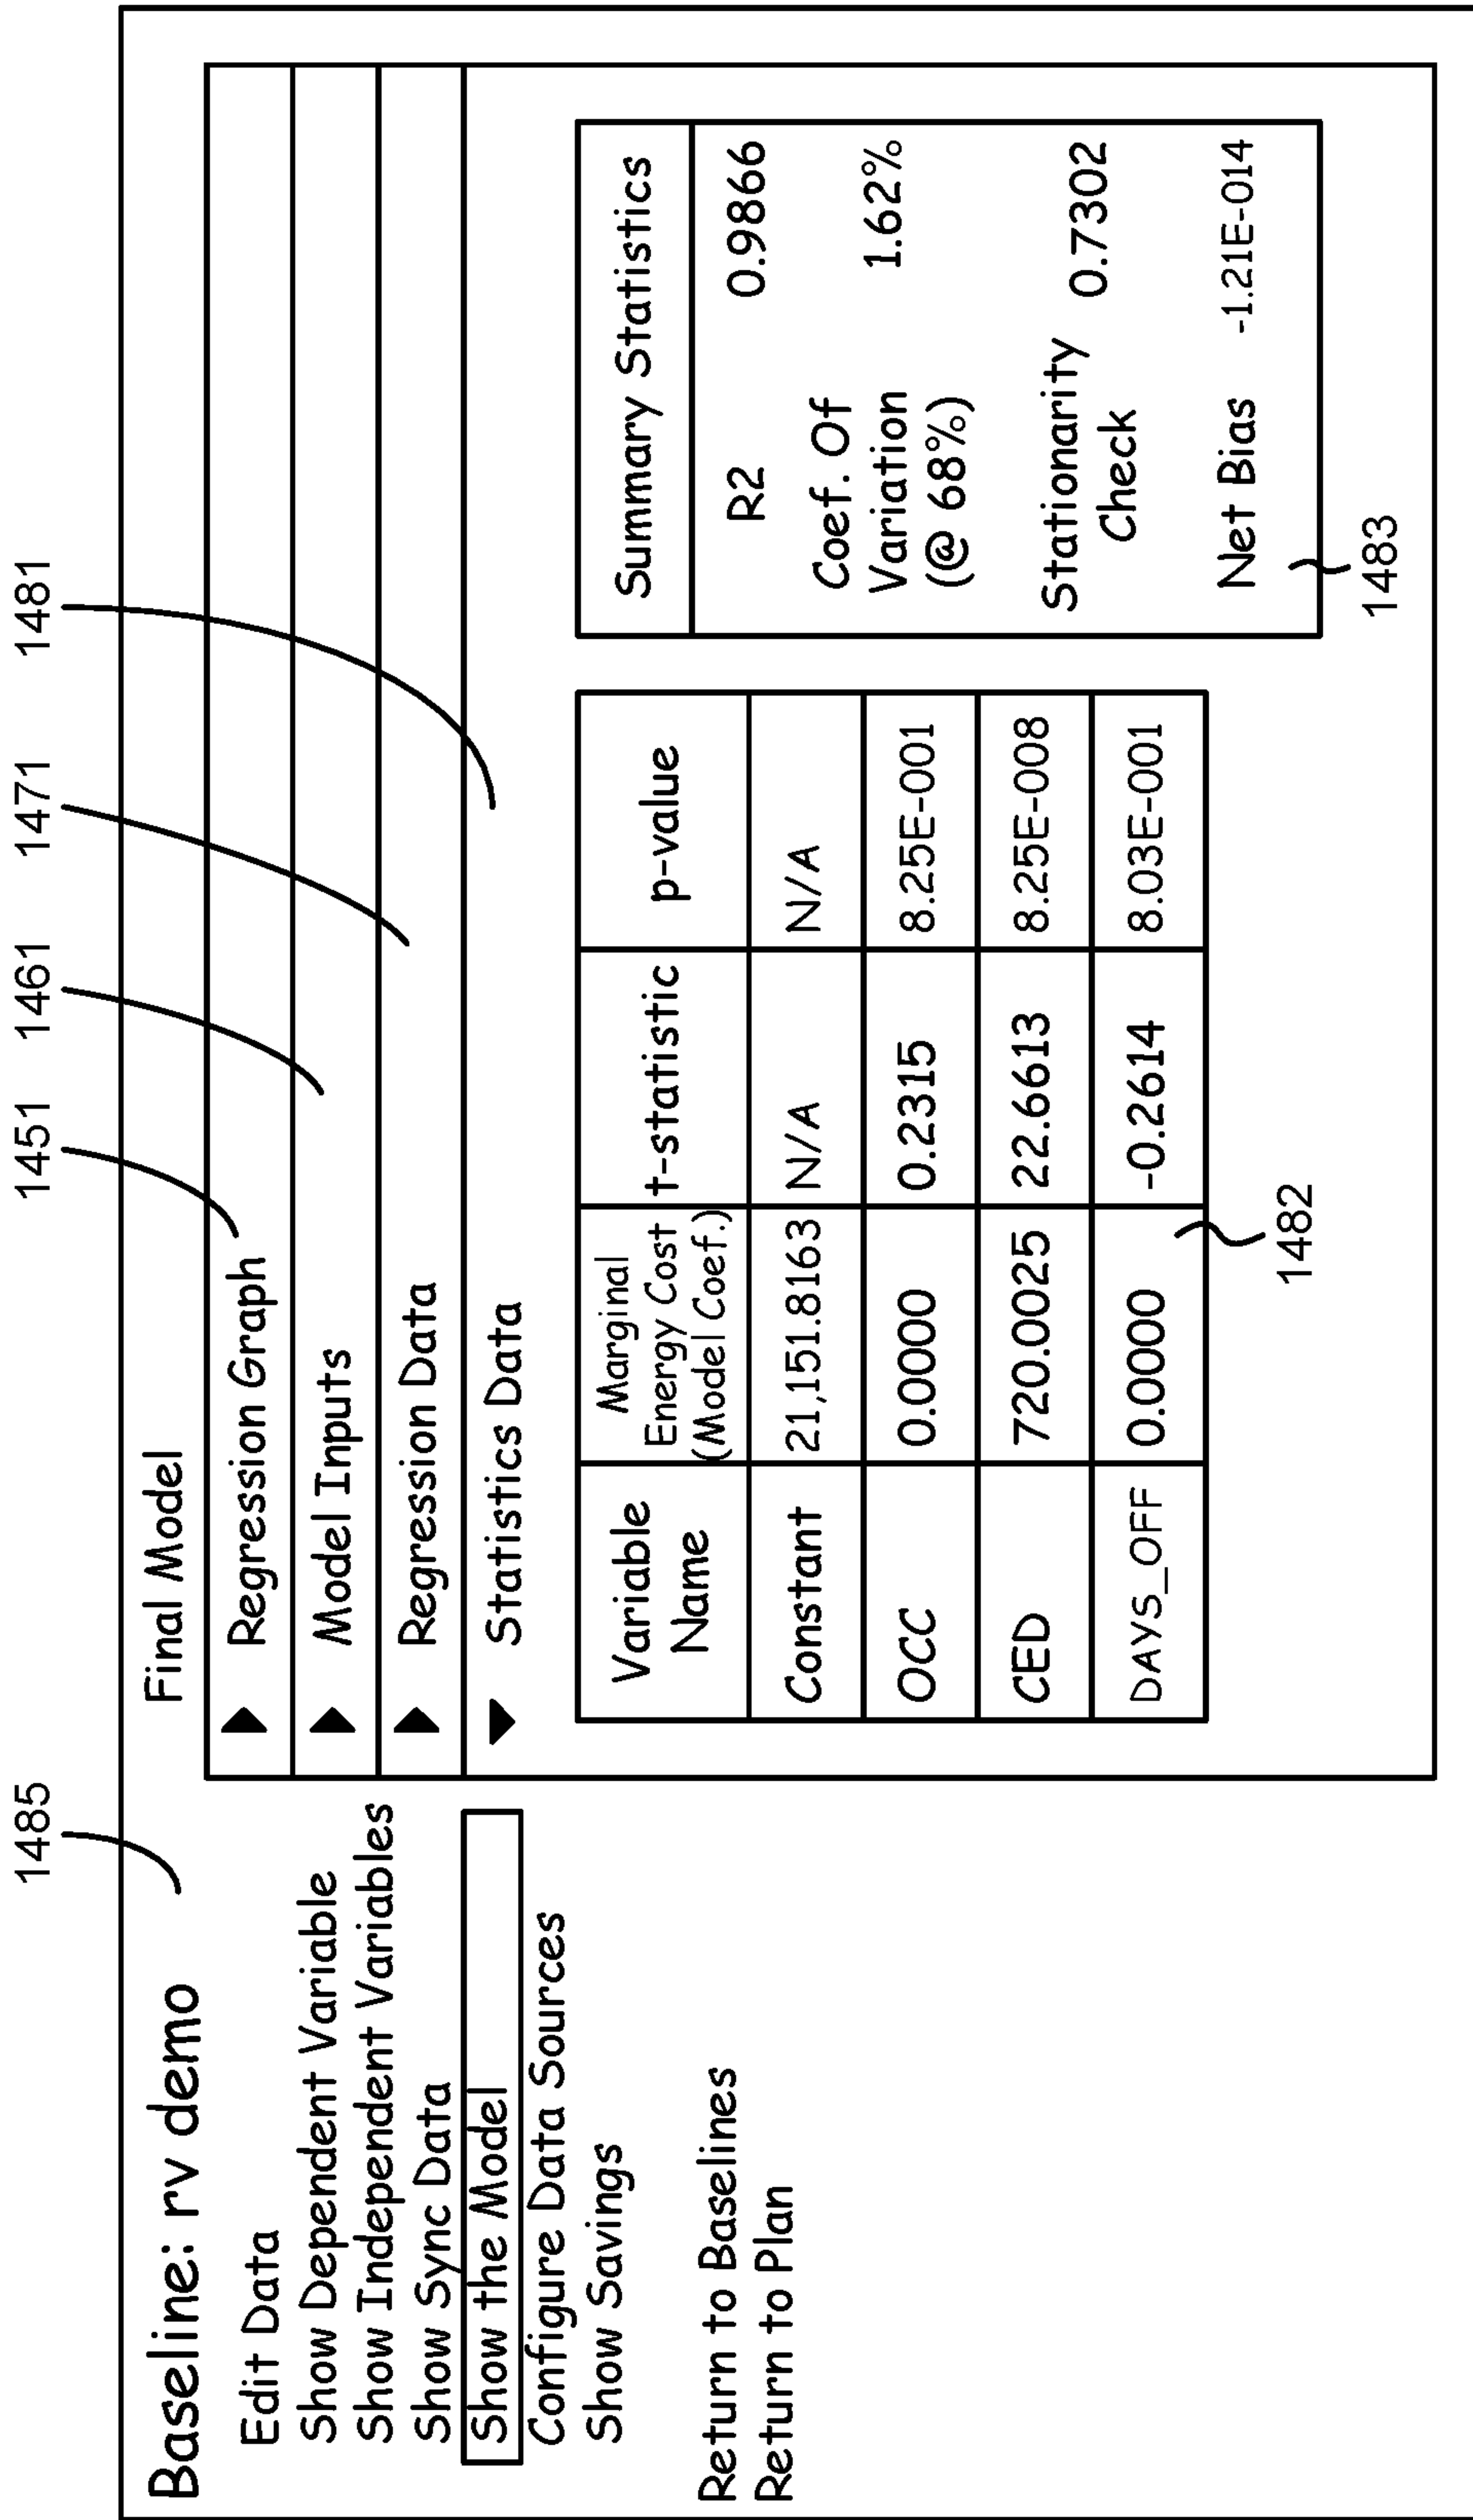 1485
1451
1461
1471
1481
Baseline: rv demo
Edit Data
Show Dependent Variable
Show Independent Variables
Show Sync Data
Show the Model
Configure Data Sources
Show Savings
Return to Baselines
Return to Plan
Final Model
Regression Graph
Model Inputs
Regression Data
Statistics Data
Variable Name	Marginal Energy Cost (Model Coef.)	t-statistic	p-value
Constant	21,151.8163	N/A	N/A
OCC	0.0000	0.2315	8.25E-001
CED	720.0025	22.6613	8.25E-008
DAYS_OFF	0.0000	-0.2614	8.03E-001
1482
Summary Statistics
R2	0.9866
Coef. Of
Variation	1.62%
(@ 68%)
Stationarity
Check	0.7302
Net Bias	-1.21E-014
1483